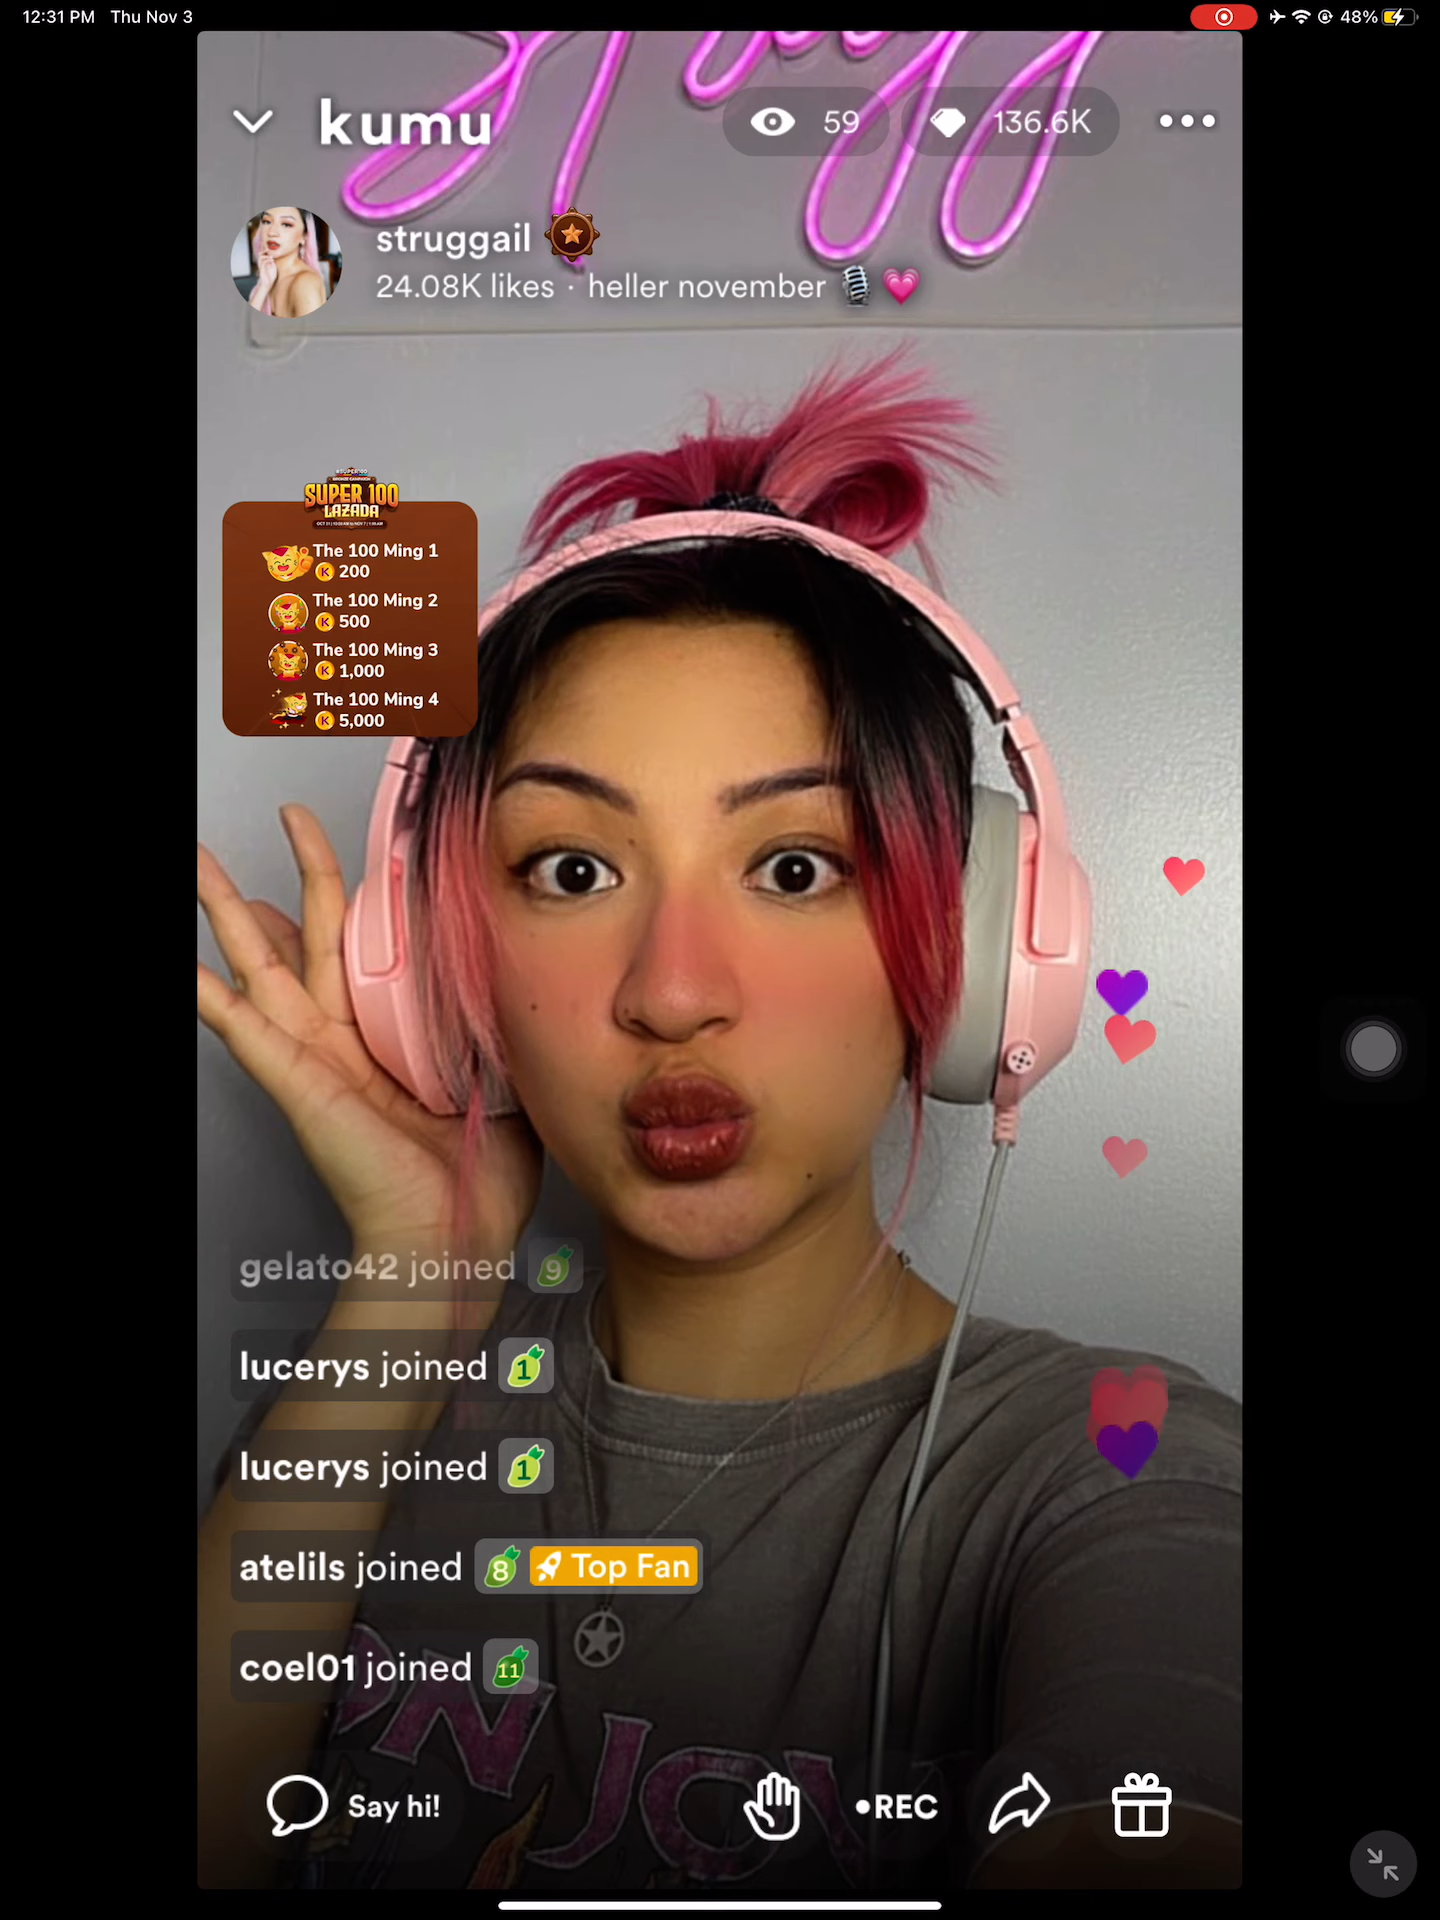 12:31 PM Thu Nov 3
48%
kumu
59
136.6K
struggail
24.08K likes · heller november
SUPER 100
LAZADA
The 100 Ming 1
K 200
The 100 Ming 2
K 500
The 100 Ming 3
K 1,000
The 100 Ming 4
K 5,000
gelato42 joined 9
lucerys joined 1
lucerys joined 1
atelils joined 8 Top Fan
coel01 joined 11
ON JOV
Say hi!
•REC